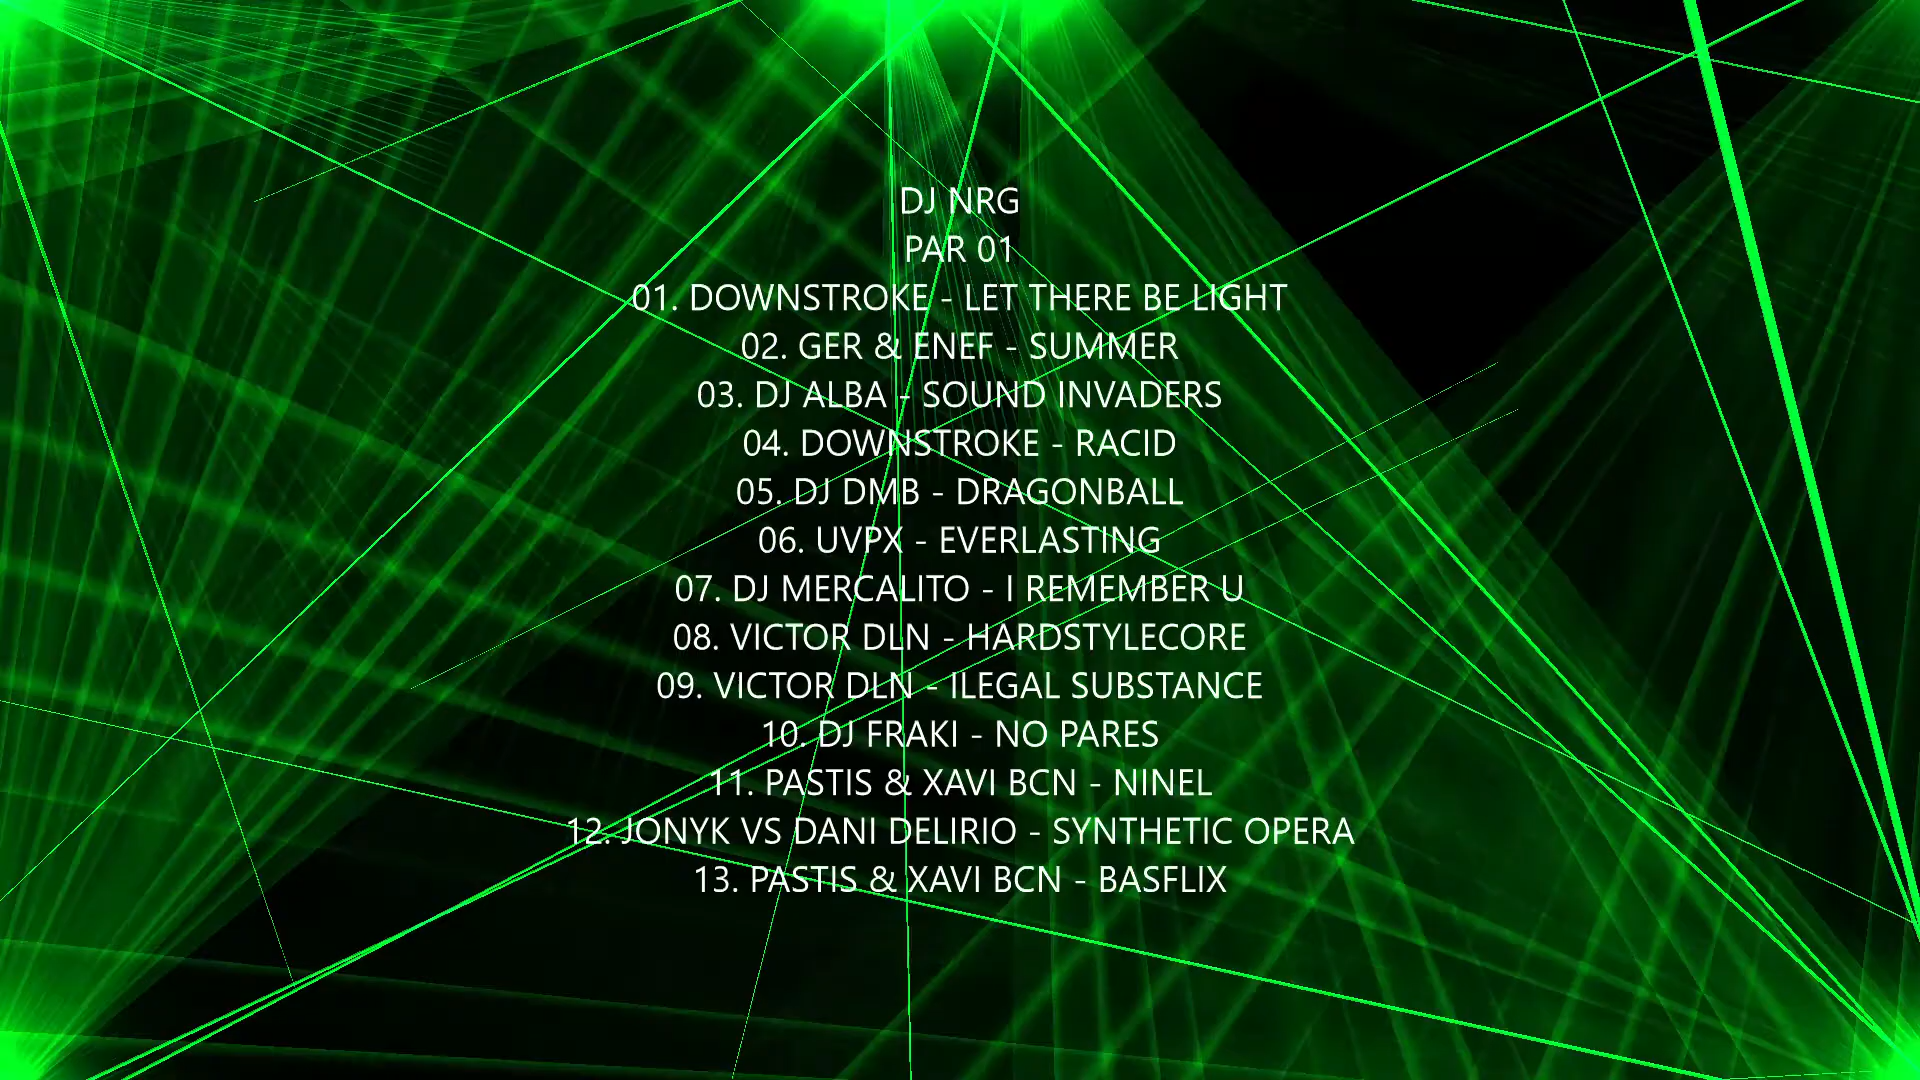 DJ NRG
PAR 01
01. DOWNSTROKE - LET THERE BE LIGHT
02. GER & ENEF - SUMMER
03. DJ ALBA - SOUND INVADERS
04. DOWNSTROKE - RACID
05. DJ DMB - DRAGONBALL
06. UVPX - EVERLASTING
07. DJ MERCALITO - I REMEMBER U
08. VICTOR DLN - HARDSTYLECORE
09. VICTOR DLN - ILEGAL SUBSTANCE
10. DJ FRAKI - NO PARES
11. PASTIS & XAVI BCN - NINEL
12. JONYK VS DANI DELIRIO - SYNTHETIC OPERA
13. PASTIS & XAVI BCN - BASFLIX